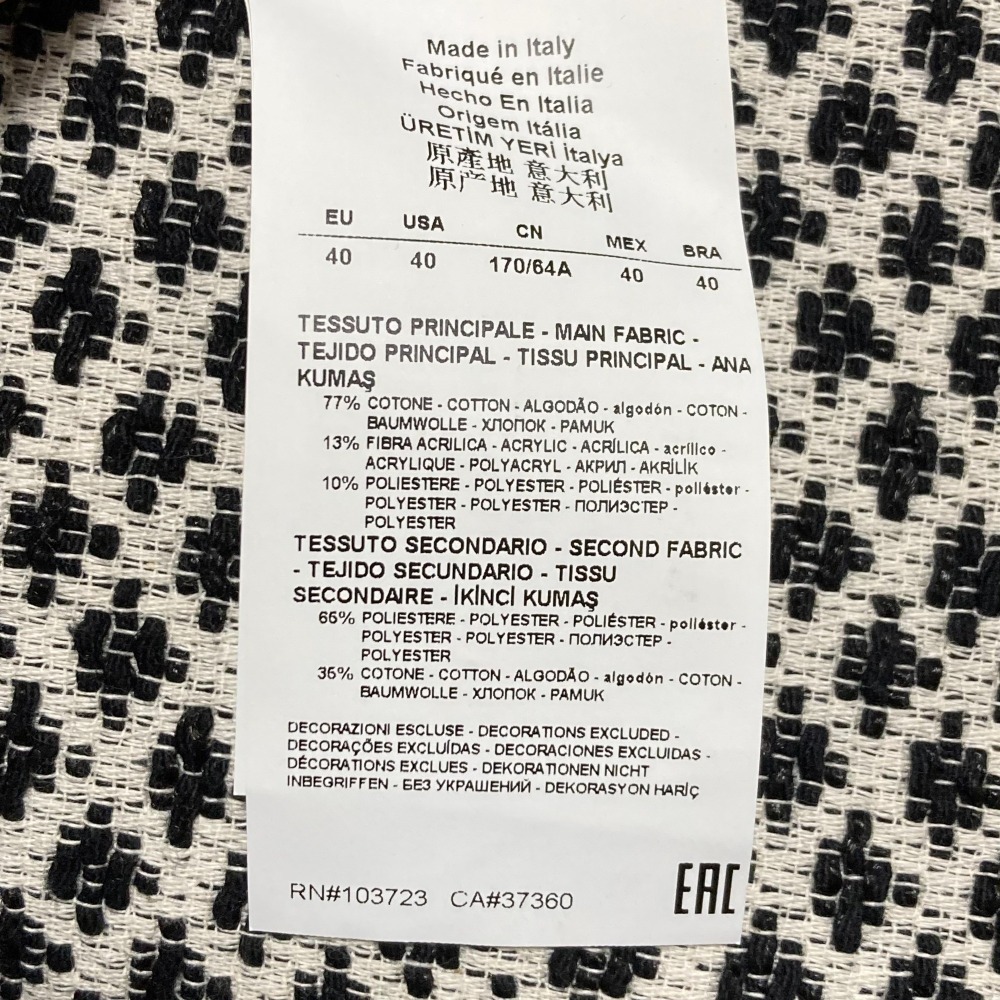 Made in Italy
Fabriqué en Italie
Hecho En Italia
Origem Itália
ÜRETİM YERİ İtalya
原產地 意大利
原产地 意大利
EU USA CN MEX BRA
40 40 170/64A 40 40
TESSUTO PRINCIPALE - MAIN FABRIC -
TEJIDO PRINCIPAL - TISSU PRINCIPAL - ANA
KUMAŞ
77% COTONE - COTTON - ALGODÃO - algodón - COTON -
BAUMWOLLE - ХЛОПОК - PAMUK
13% FIBRA ACRILICA - ACRYLIC - ACRÍLICA - acrílico -
ACRYLIQUE - POLYACRYL - АКРИЛ - AKRİLİK
10% POLIESTERE - POLYESTER - POLIÉSTER - poliéster -
POLYESTER - POLYESTER - ПОЛИЭСТЕР -
POLYESTER
TESSUTO SECONDARIO - SECOND FABRIC
- TEJIDO SECUNDARIO - TISSU
SECONDAIRE - İKİNCİ KUMAŞ
65% POLIESTERE - POLYESTER - POLIÉSTER - poliéster -
POLYESTER - POLYESTER - ПОЛИЭСТЕР -
POLYESTER
35% COTONE - COTTON - ALGODÃO - algodón - COTON -
BAUMWOLLE - ХЛОПОК - PAMUK
DECORAZIONI ESCLUSE - DECORATIONS EXCLUDED -
DECORAÇÕES EXCLUÍDAS - DECORACIONES EXCLUIDAS -
DÉCORATIONS EXCLUES - DEKORATIONEN NICHT
INBEGRIFFEN - БЕЗ УКРАШЕНИЙ - DEKORASYON HARİÇ
RN#103723 CA#37360
EAC